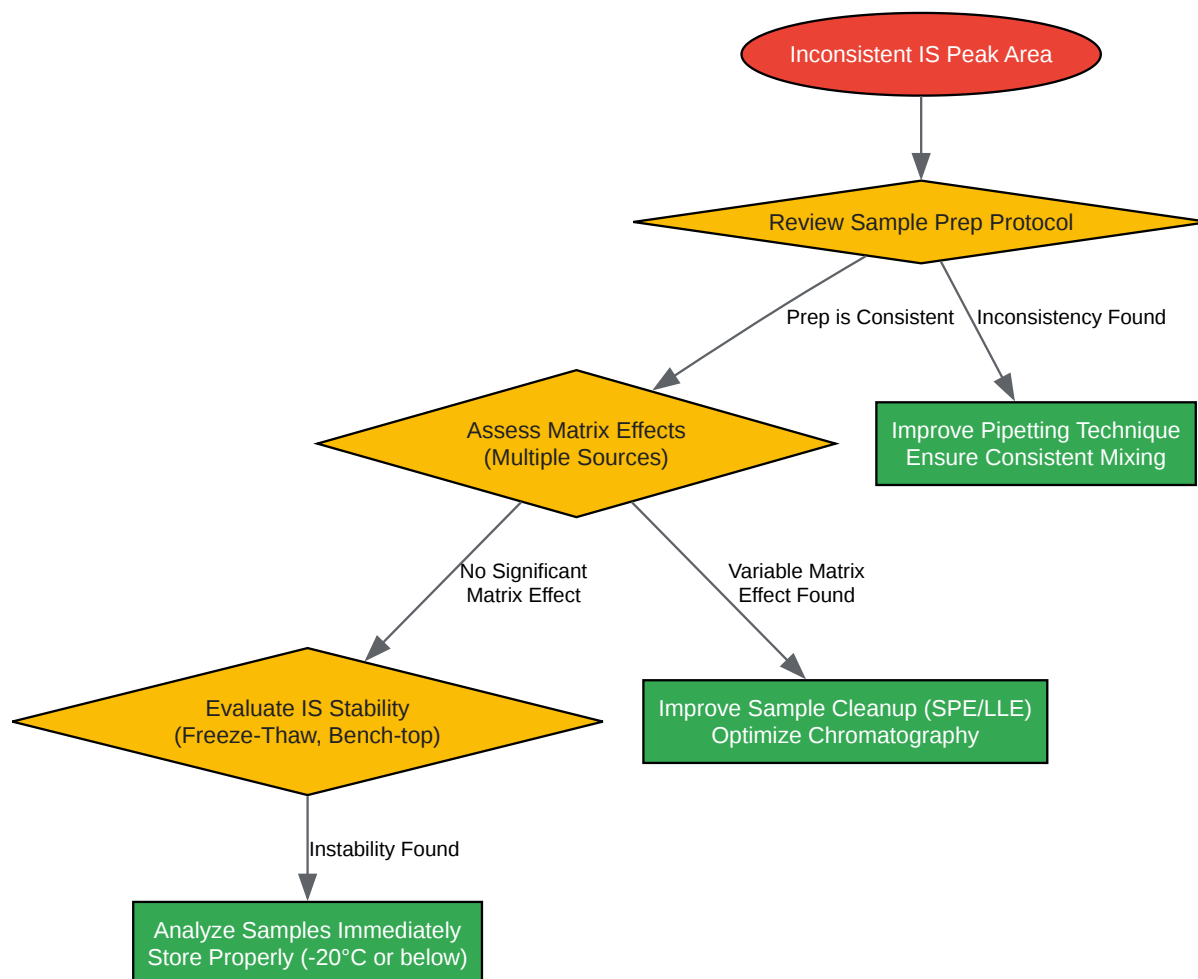 Inconsistent IS Peak Area
Review Sample Prep Protocol
Prep is Consistent
Inconsistency Found
Assess Matrix Effects
(Multiple Sources)
Improve Pipetting Technique
Ensure Consistent Mixing
No Significant
Matrix Effect
Variable Matrix
Effect Found
Evaluate IS Stability
(Freeze-Thaw, Bench-top)
Improve Sample Cleanup (SPE/LLE)
Optimize Chromatography
Instability Found
Analyze Samples Immediately
Store Properly (-20°C or below)